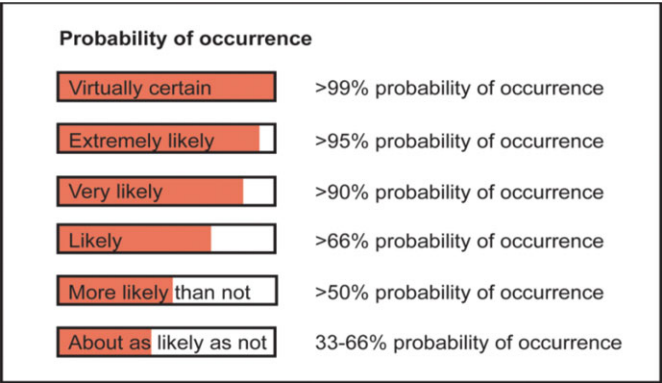 Probability of occurrence
Virtually certain >99% probability of occurrence
Extremely likely >95% probability of occurrence
Very likely >90% probability of occurrence
Likely >66% probability of occurrence
More likely than not >50% probability of occurrence
About as likely as not 33-66% probability of occurrence